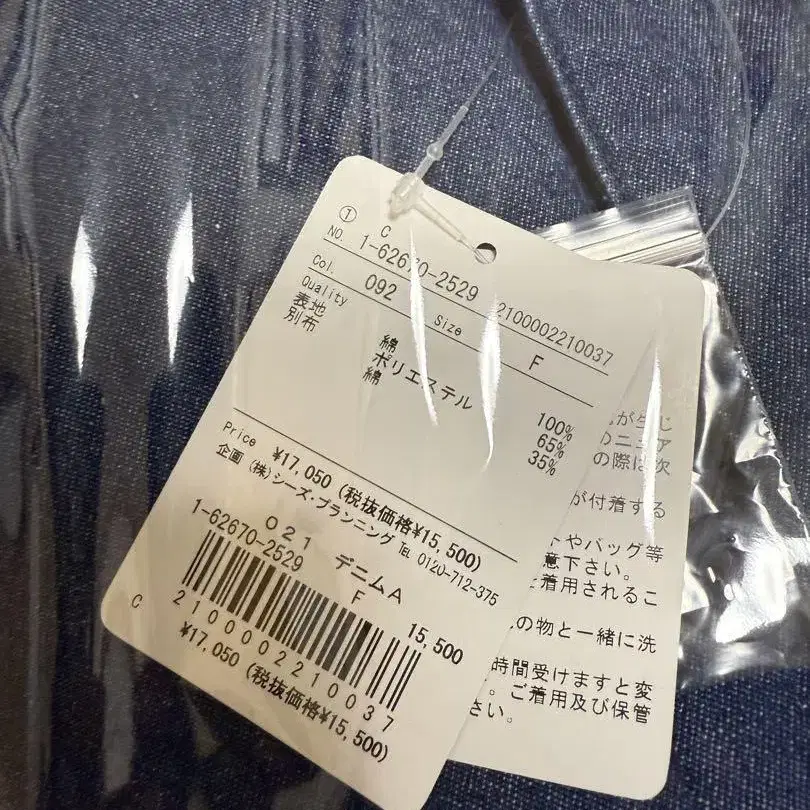 ① C
NO. 1-62670-2529 2100002210037
Col. 092 Size F
Quality
表地 綿 100%
別布 ポリエステル 65%
綿 35%
Price ¥17,050 (税抜価格¥15,500)
企画 (株)シーズ・プランニング TEL 0120-712-375
021 デニムA
1-62670-2529 F 15,500
C
2100002210037
¥17,050 (税抜価格¥15,500)
が生じ
のニュア
の際は次
が付着する
トやバッグ等
意下さい。
着用されるこ
の物と一緒に洗
時間受けますと変
。ご着用及び保管
さい。